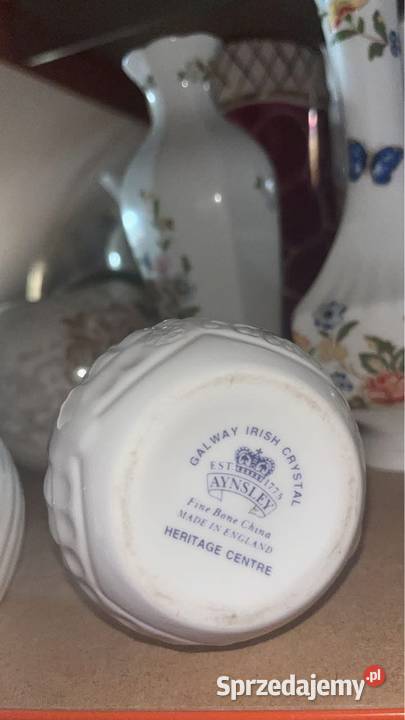 GALWAY IRISH CRYSTAL
EST. 1775
AYNSLEY
Fine Bone China
MADE IN ENGLAND
HERITAGE CENTRE
Sprzedajemy.pl